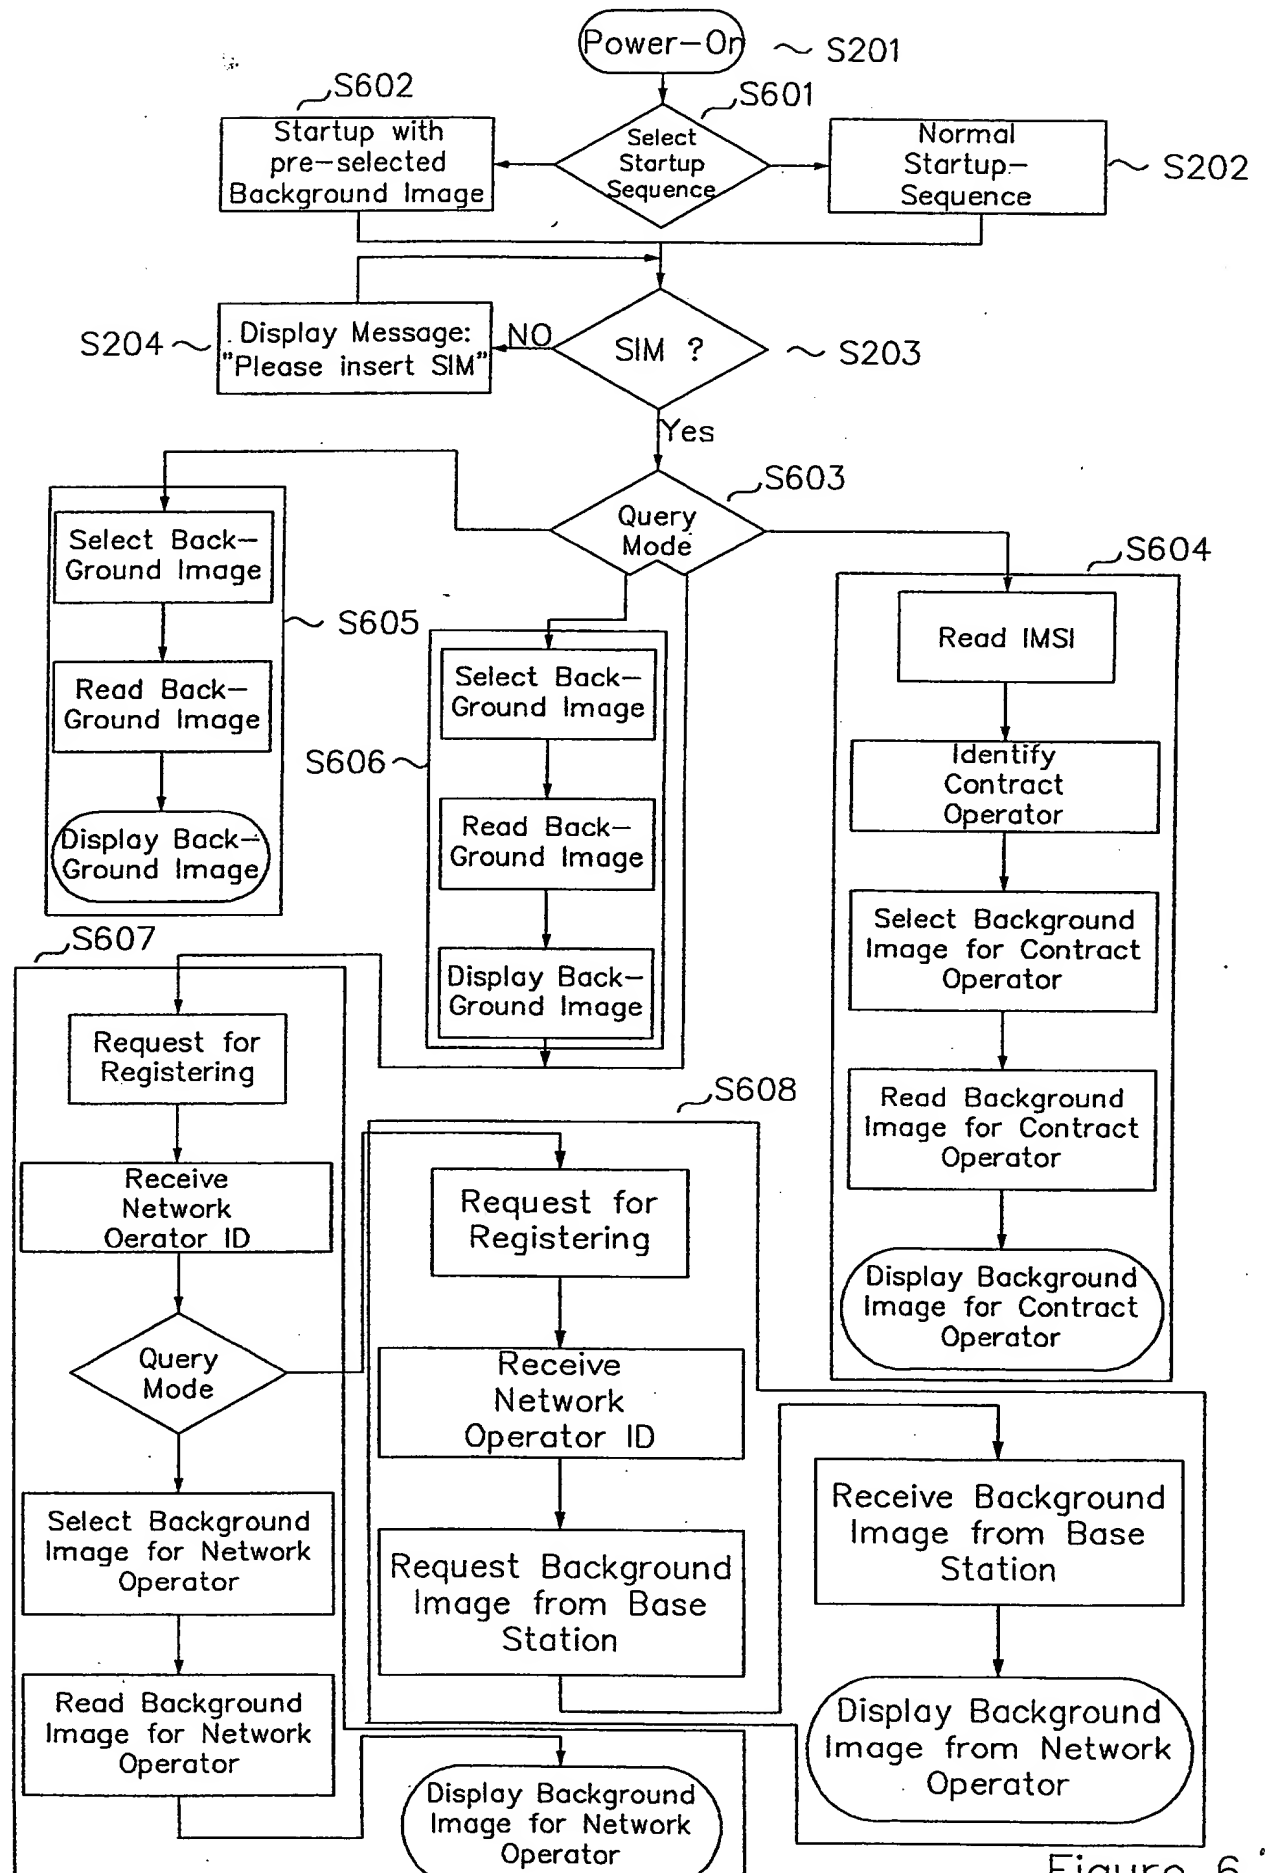 Power-On
S201
S602
S601
Startup with
pre-selected
Background Image
Select
Startup
Sequence
Normal
Startup-
Sequence
S202
S204
Display Message:
"Please insert SIM"
NO
SIM ?
S203
Yes
S603
Query
Mode
S604
Select Back-
Ground Image
S605
Read Back-
Ground Image
Display Back-
Ground Image
S606
Select Back-
Ground Image
Read Back-
Ground Image
Display Back-
Ground Image
Read IMSI
Identify
Contract
Operator
Select Background
Image for Contract
Operator
Read Background
Image for Contract
Operator
Display Background
Image for Contract
Operator
S607
Request for
Registering
Receive
Network
Oerator ID
Query
Mode
Select Background
Image for Network
Operator
Read Background
Image for Network
Operator
Display Background
Image for Network
Operator
S608
Request for
Registering
Receive
Network
Operator ID
Request Background
Image from Base
Station
Receive Background
Image from Base
Station
Display Background
Image from Network
Operator
Figure 6